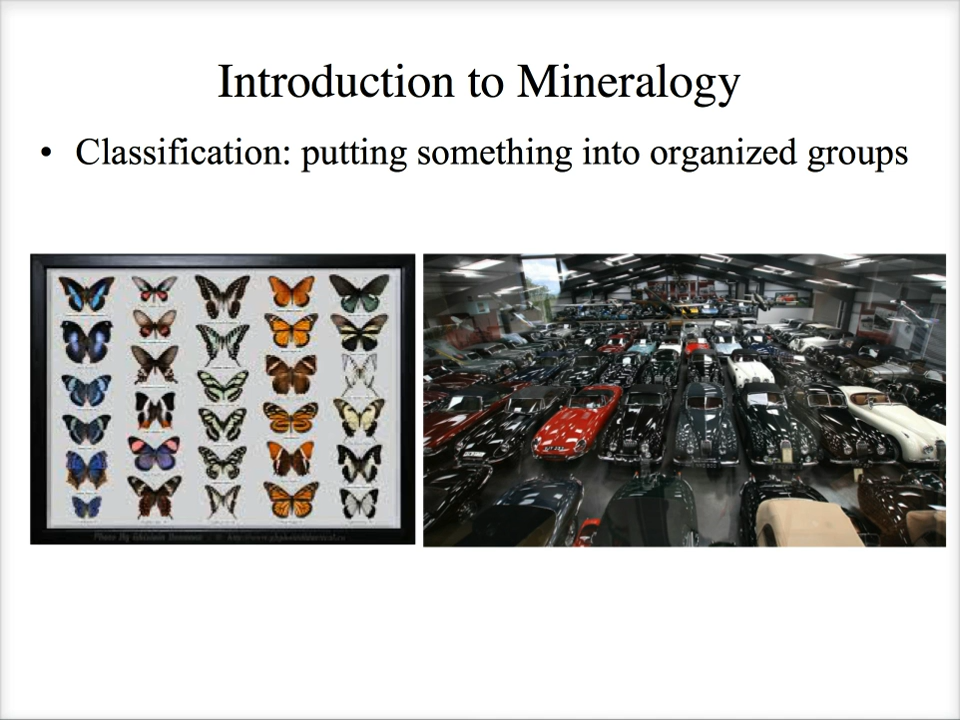 Introduction to Mineralogy
• Classification: putting something into organized groups